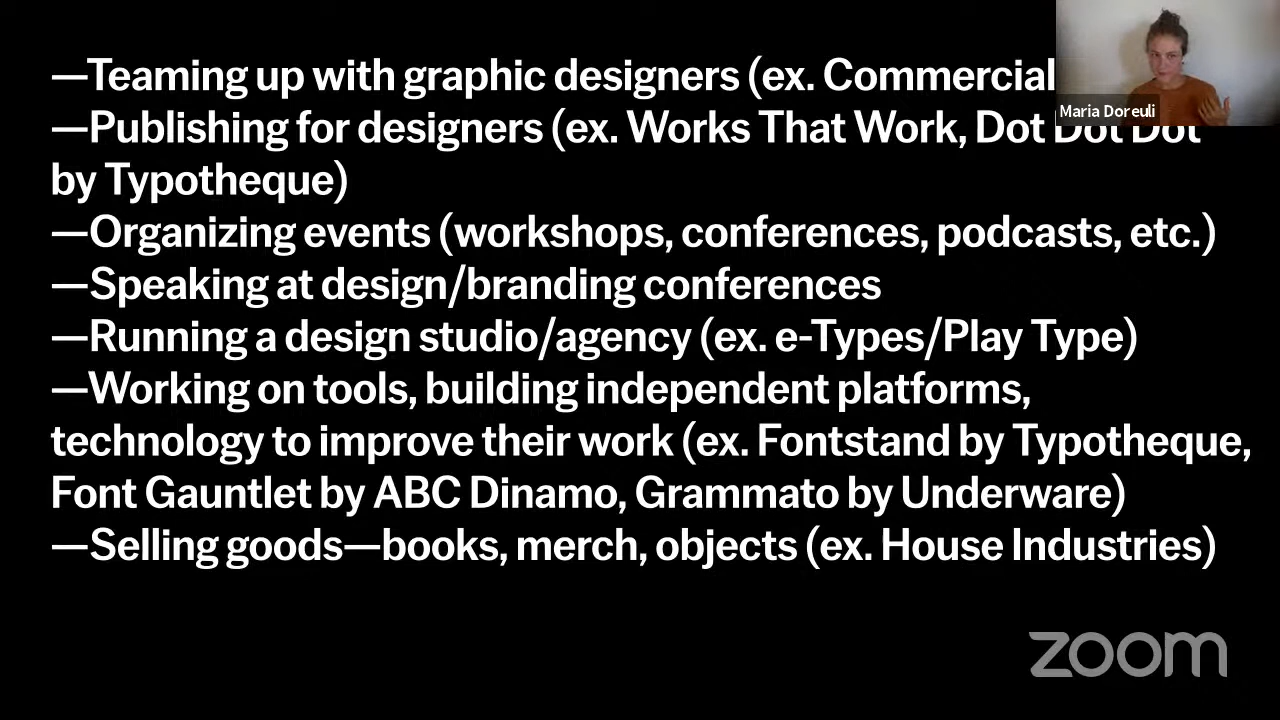 —Teaming up with graphic designers (ex. Commercial
—Publishing for designers (ex. Works That Work, Dot Dot Dot
by Typotheque)
—Organizing events (workshops, conferences, podcasts, etc.)
—Speaking at design/branding conferences
—Running a design studio/agency (ex. e-Types/Play Type)
—Working on tools, building independent platforms,
technology to improve their work (ex. Fontstand by Typotheque,
Font Gauntlet by ABC Dinamo, Grammato by Underware)
—Selling goods—books, merch, objects (ex. House Industries)
Maria Doreuli
zoom